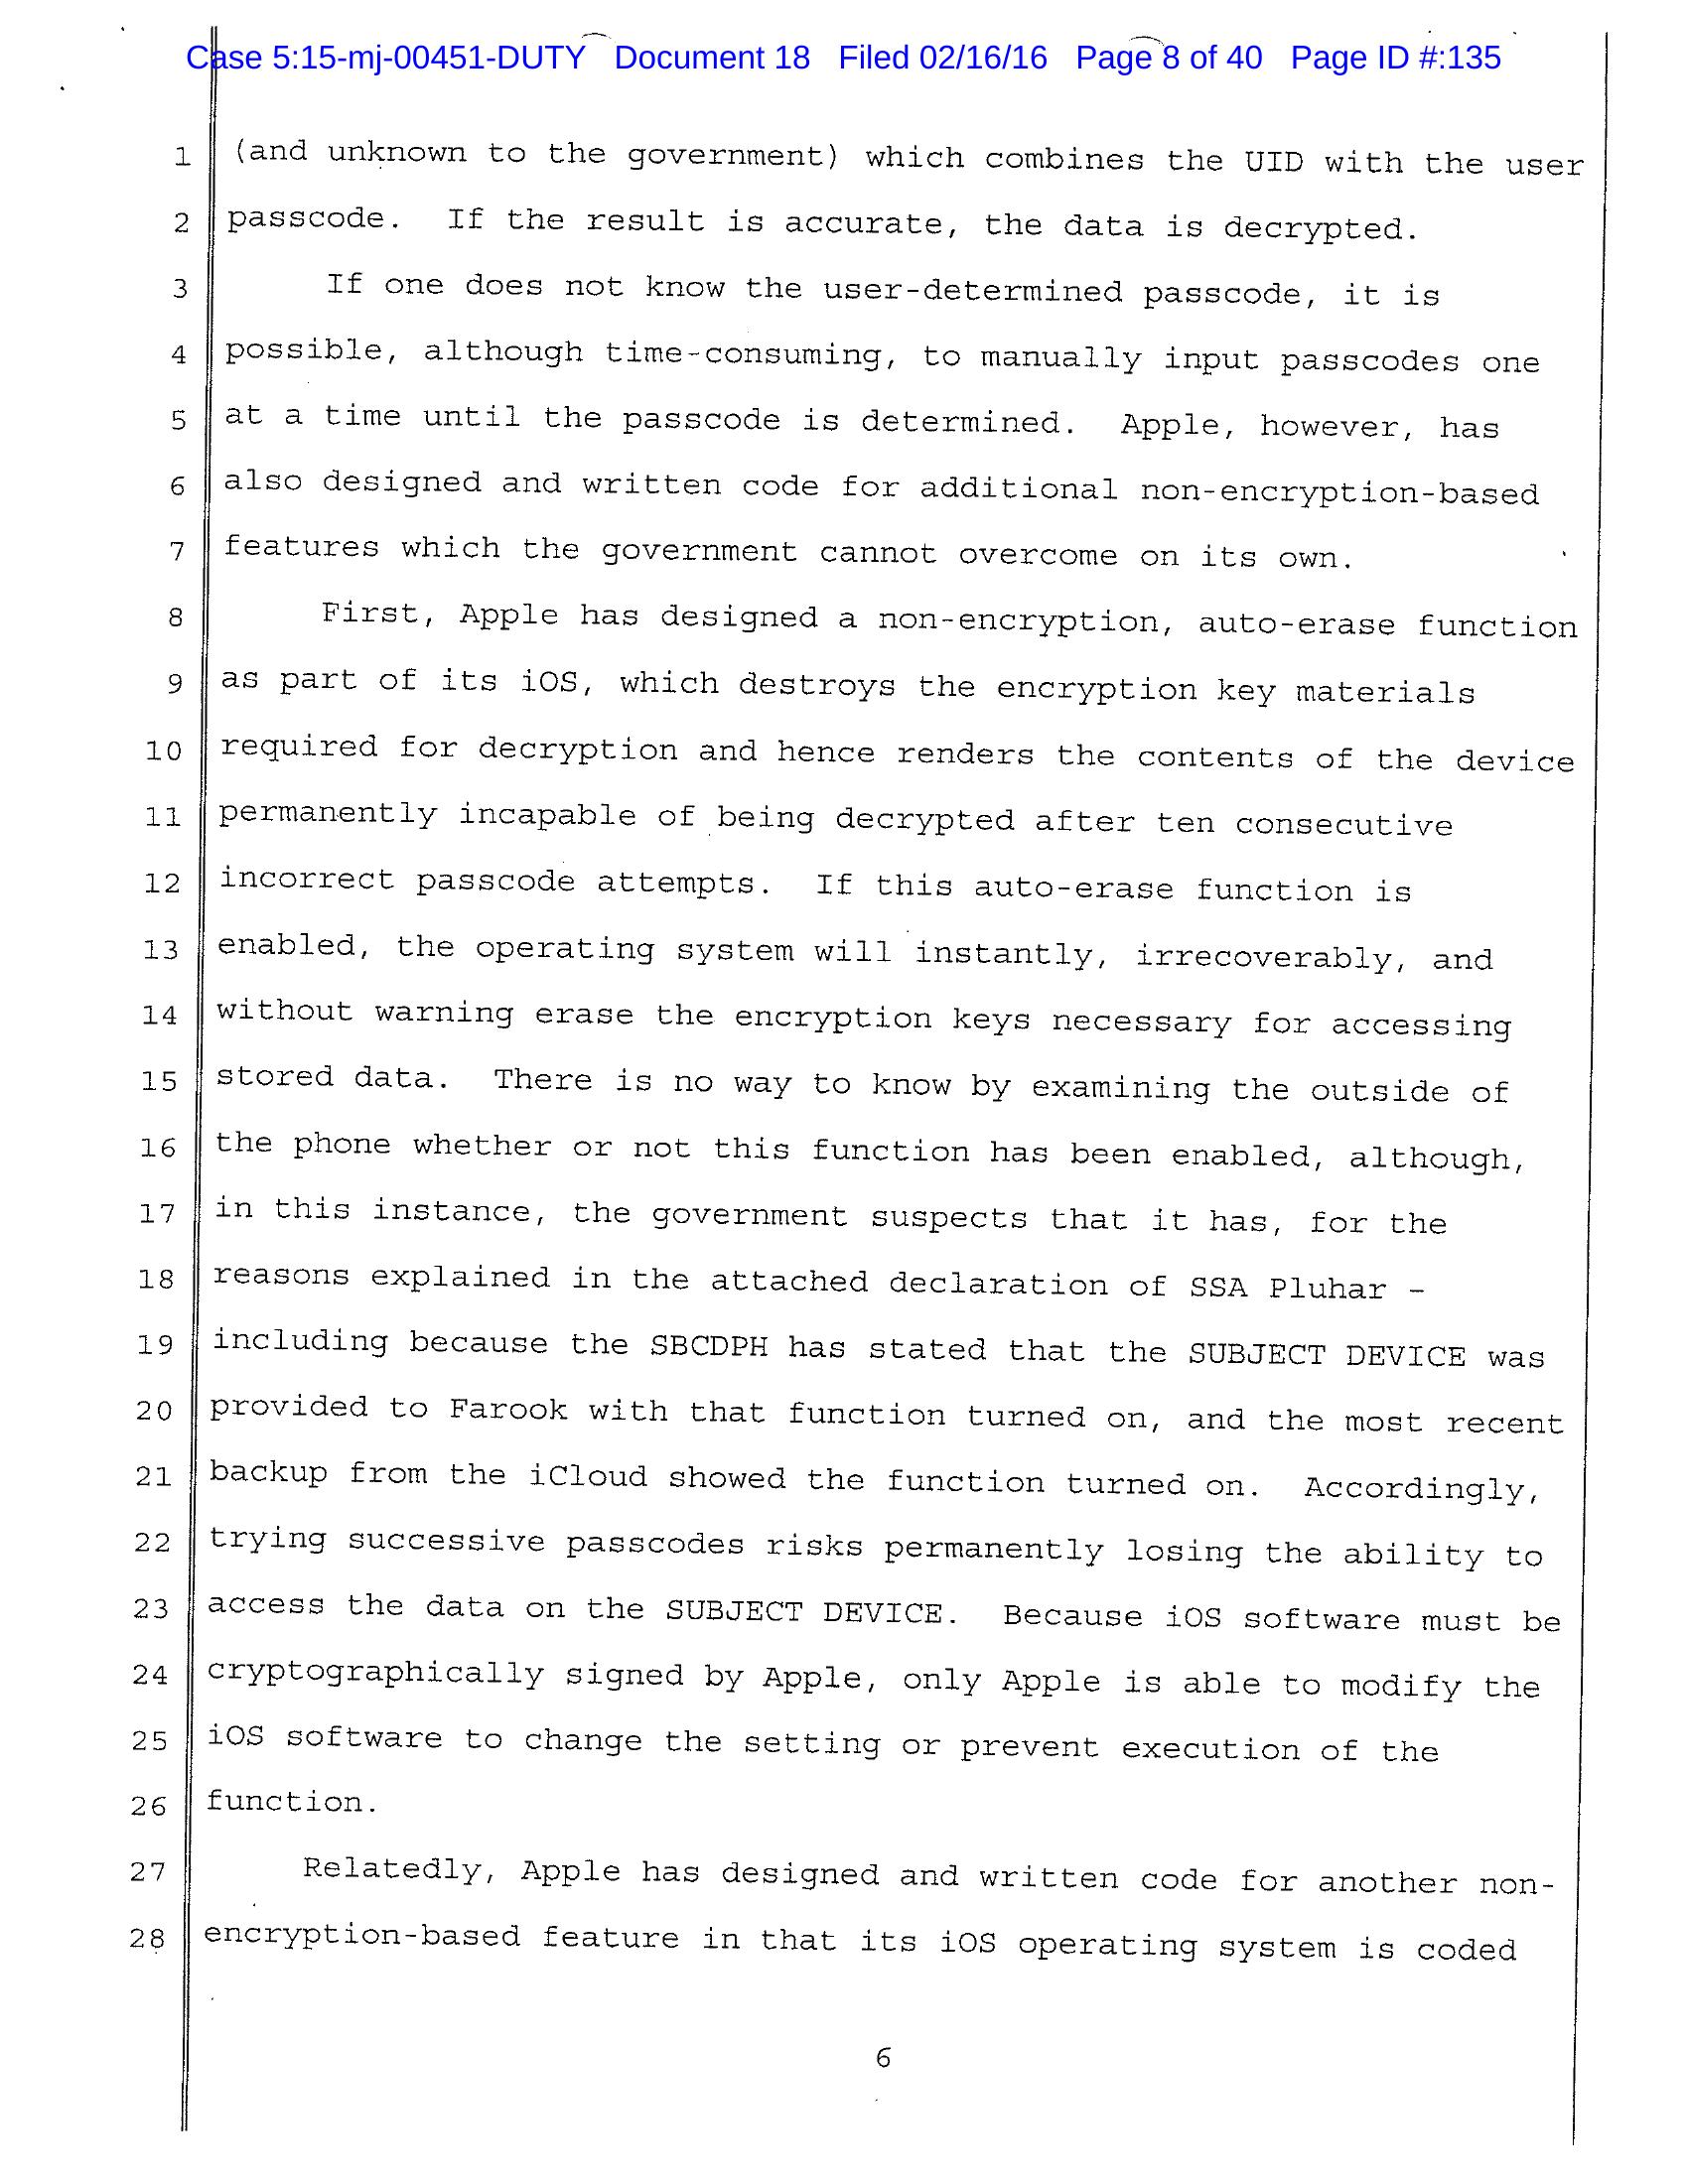 Case 5:15-mj-00451-DUTY Document 18 Filed 02/16/16 Page 8 of 40 Page ID #:135
1 (and unknown to the government) which combines the UID with the user
2 passcode. If the result is accurate, the data is decrypted.
3 If one does not know the user-determined passcode, it is
4 possible, although time-consuming, to manually input passcodes one
5 at a time until the passcode is determined. Apple, however, has
6 also designed and written code for additional non-encryption-based
7 features which the government cannot overcome on its own.
8 First, Apple has designed a non-encryption, auto-erase function
9 as part of its iOS, which destroys the encryption key materials
10 required for decryption and hence renders the contents of the device
11 permanently incapable of being decrypted after ten consecutive
12 incorrect passcode attempts. If this auto-erase function is
13 enabled, the operating system will instantly, irrecoverably, and
14 without warning erase the encryption keys necessary for accessing
15 stored data. There is no way to know by examining the outside of
16 the phone whether or not this function has been enabled, although,
17 in this instance, the government suspects that it has, for the
18 reasons explained in the attached declaration of SSA Pluhar –
19 including because the SBCDPH has stated that the SUBJECT DEVICE was
20 provided to Farook with that function turned on, and the most recent
21 backup from the iCloud showed the function turned on. Accordingly,
22 trying successive passcodes risks permanently losing the ability to
23 access the data on the SUBJECT DEVICE. Because iOS software must be
24 cryptographically signed by Apple, only Apple is able to modify the
25 iOS software to change the setting or prevent execution of the
26 function.
27 Relatedly, Apple has designed and written code for another non-
28 encryption-based feature in that its iOS operating system is coded
6